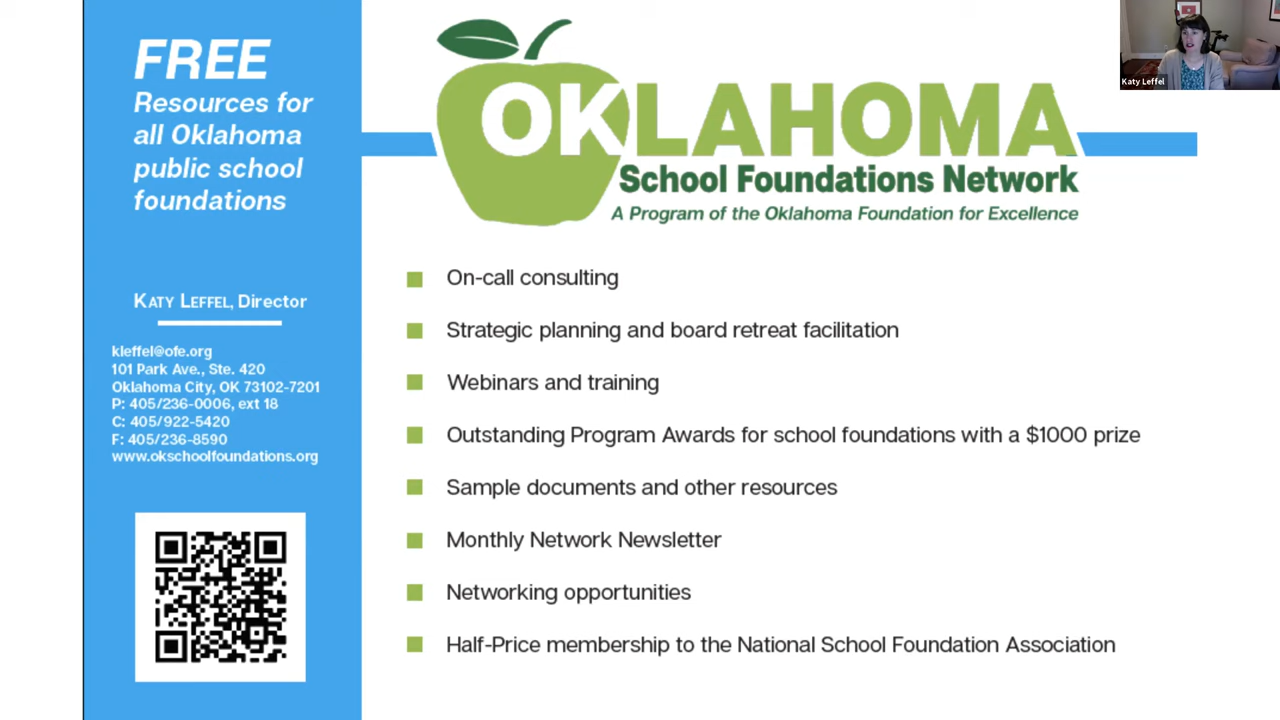 FREE
Resources for
all Oklahoma
public school
foundations
KATY LEFFEL, Director
kleffel@ofe.org
101 Park Ave., Ste. 420
Oklahoma City, OK 73102-7201
P: 405/236-0006, ext 18
C: 405/922-5420
F: 405/236-8590
www.okschoolfoundations.org
OKLAHOMA
School Foundations Network
A Program of the Oklahoma Foundation for Excellence
On-call consulting
Strategic planning and board retreat facilitation
Webinars and training
Outstanding Program Awards for school foundations with a $1000 prize
Sample documents and other resources
Monthly Network Newsletter
Networking opportunities
Half-Price membership to the National School Foundation Association
Katy Leffel